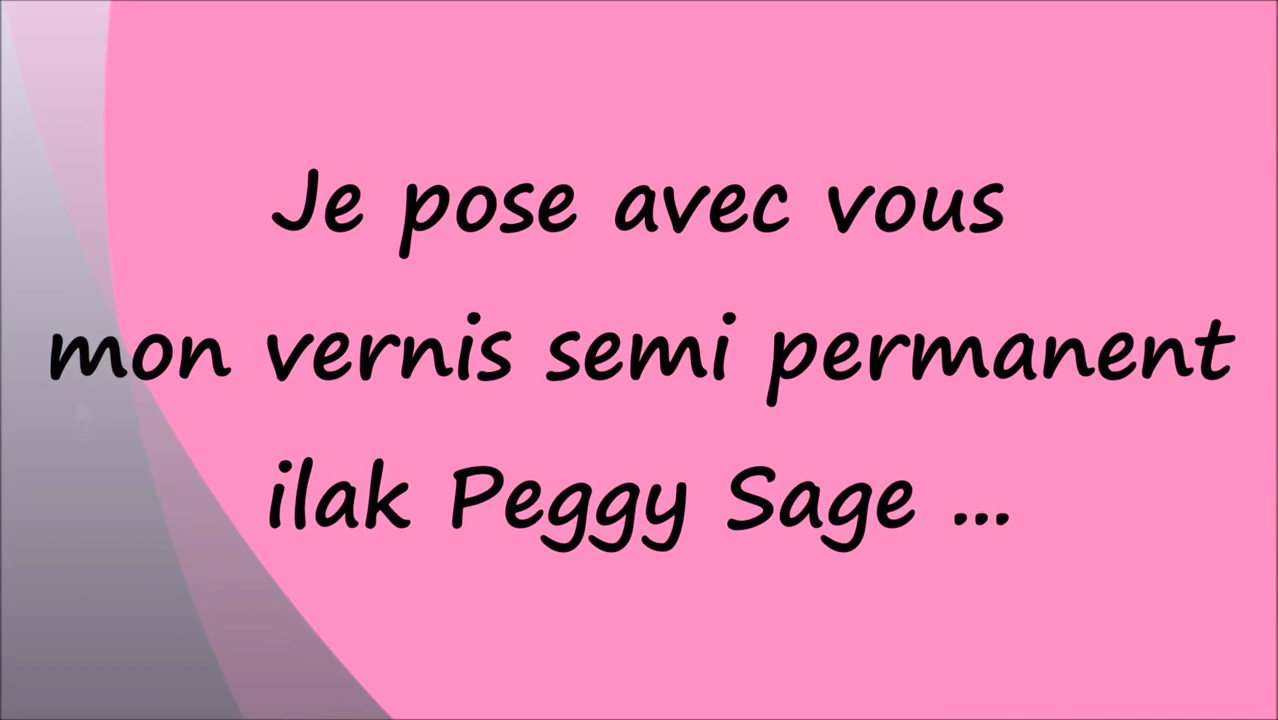 Je pose avec vous
mon vernis semi permanent
ilak Peggy Sage ...